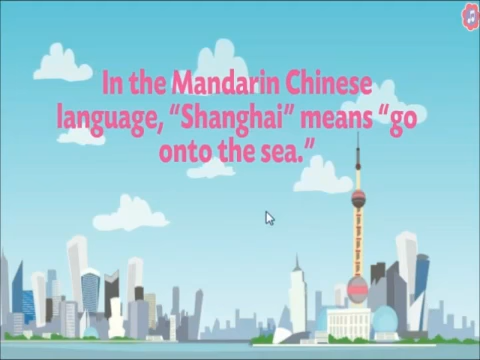 In the Mandarin Chinese
language, “Shanghai” means “go
onto the sea.”